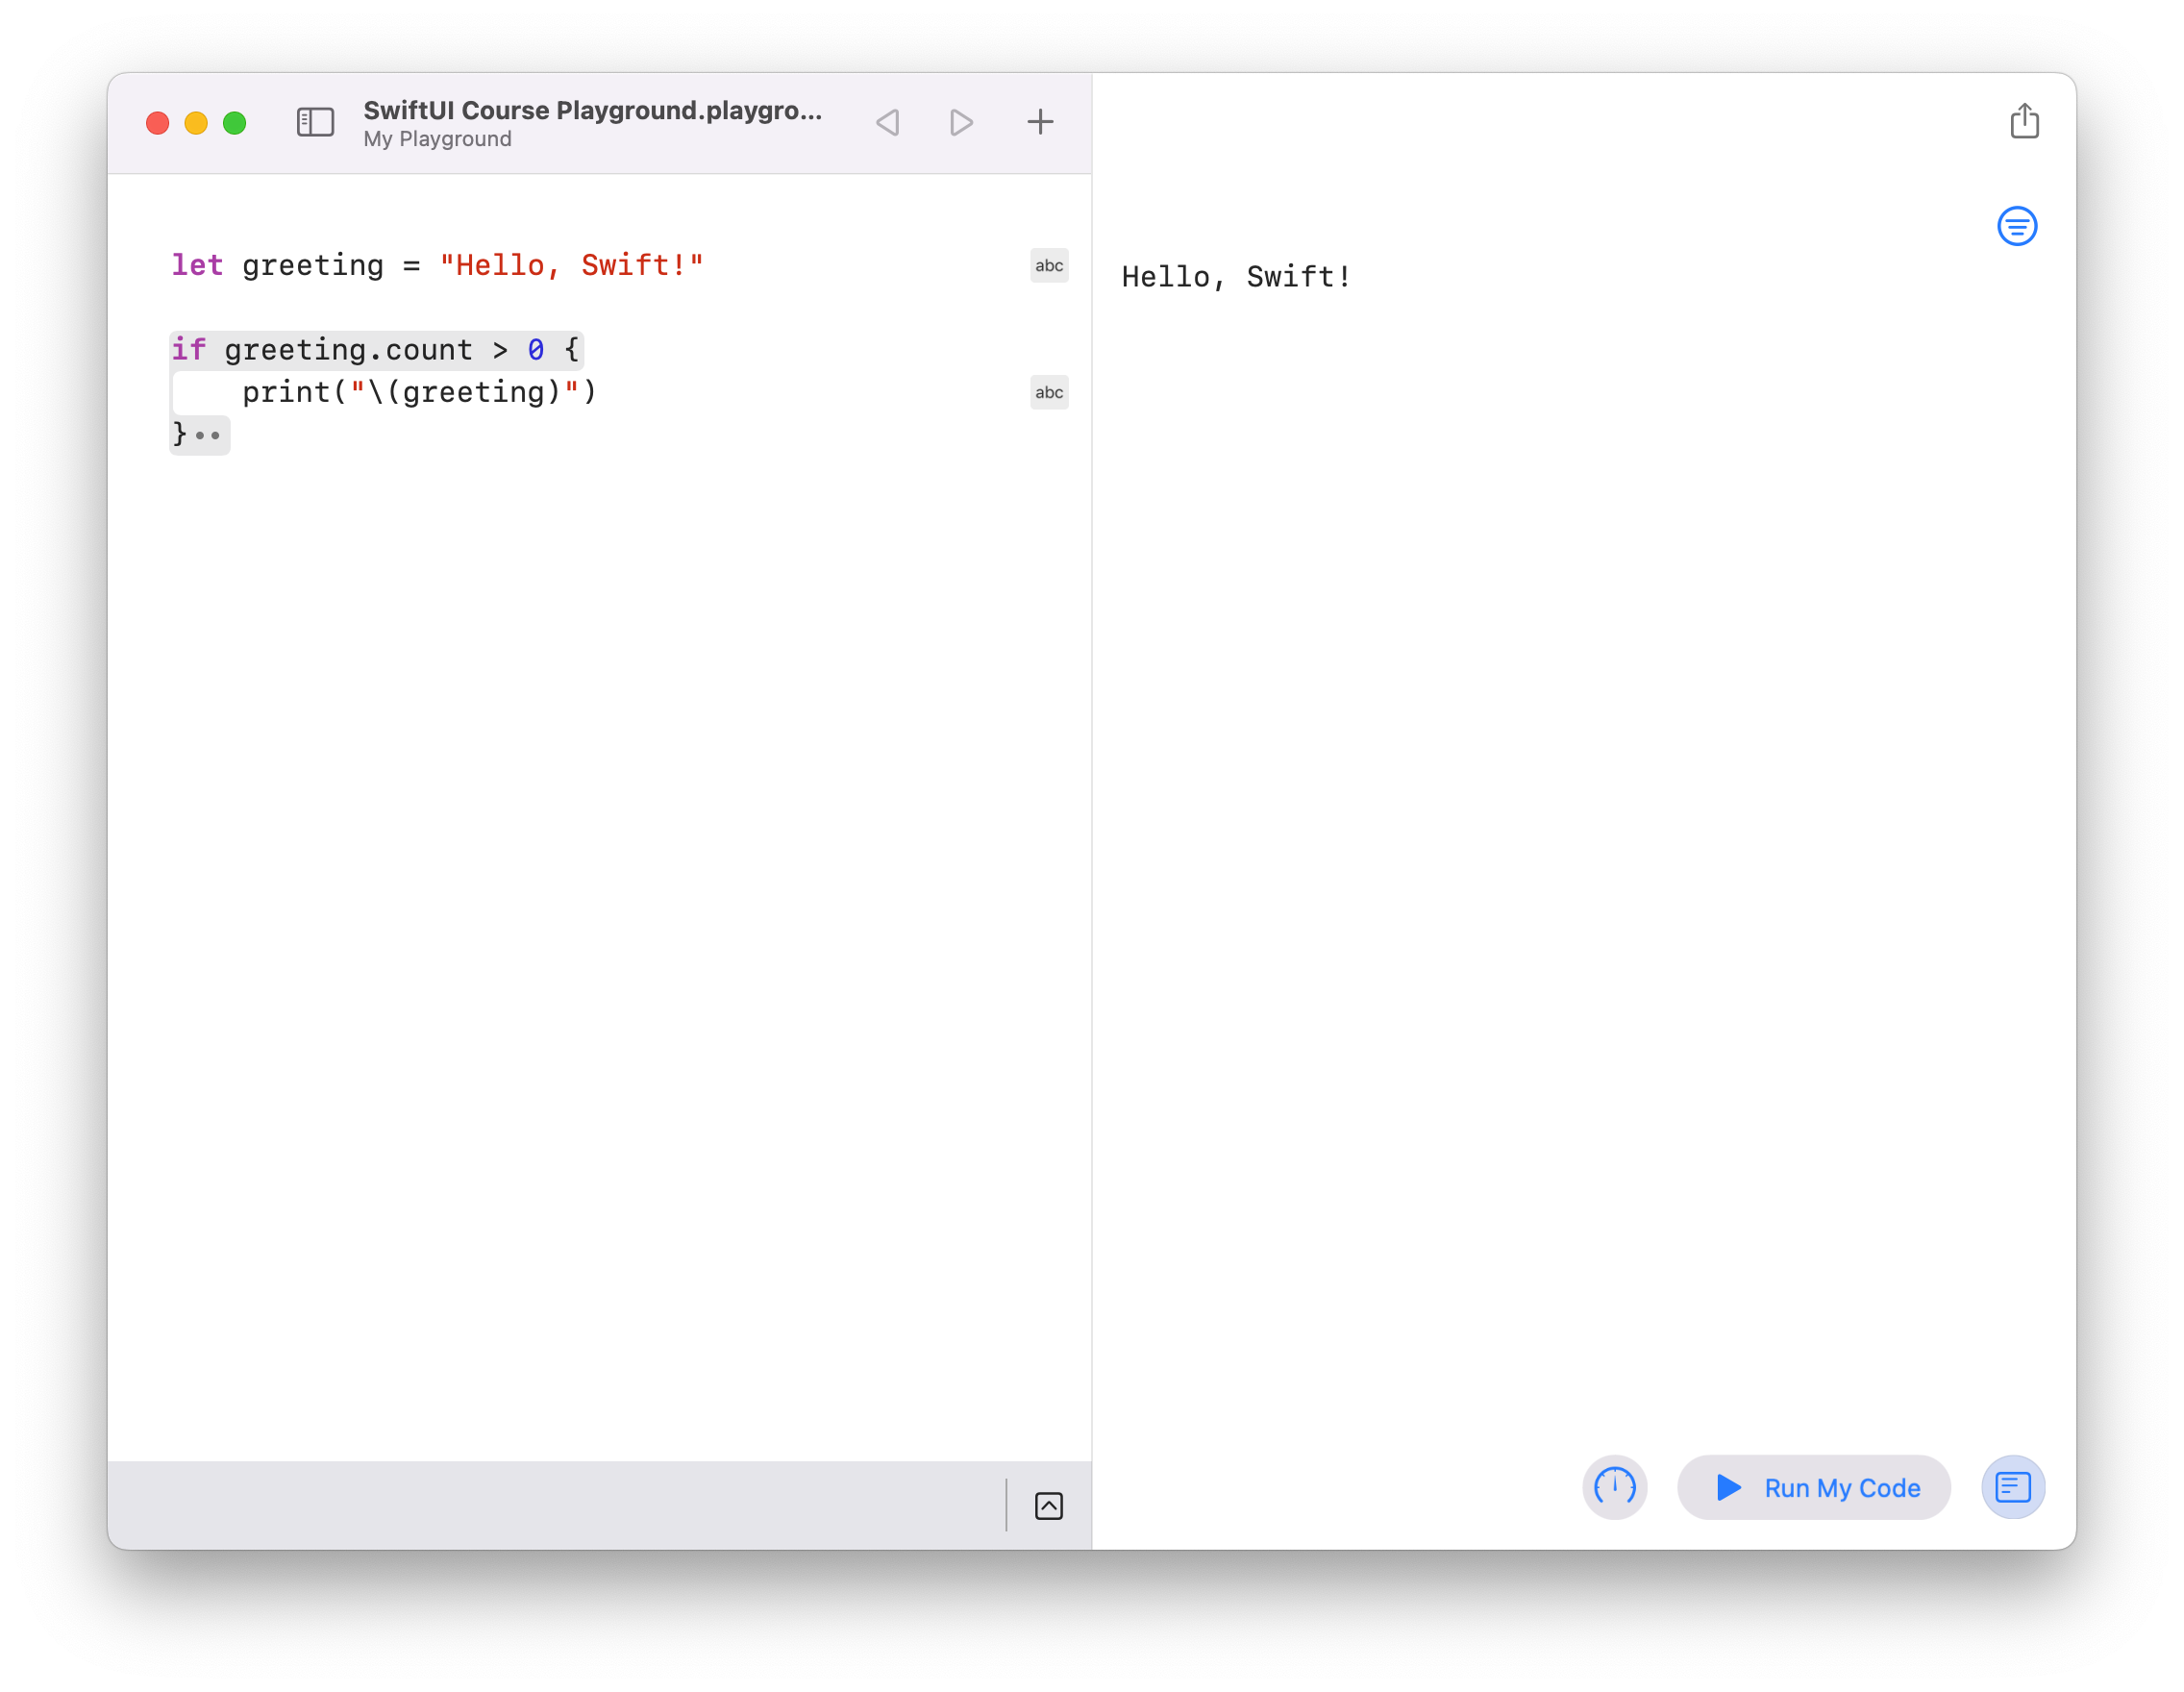 SwiftUI Course Playground.playgro...
My Playground
let greeting = "Hello, Swift!"
abc
if greeting.count > 0 {
print("\(greeting)")
abc
}
Hello, Swift!
Run My Code